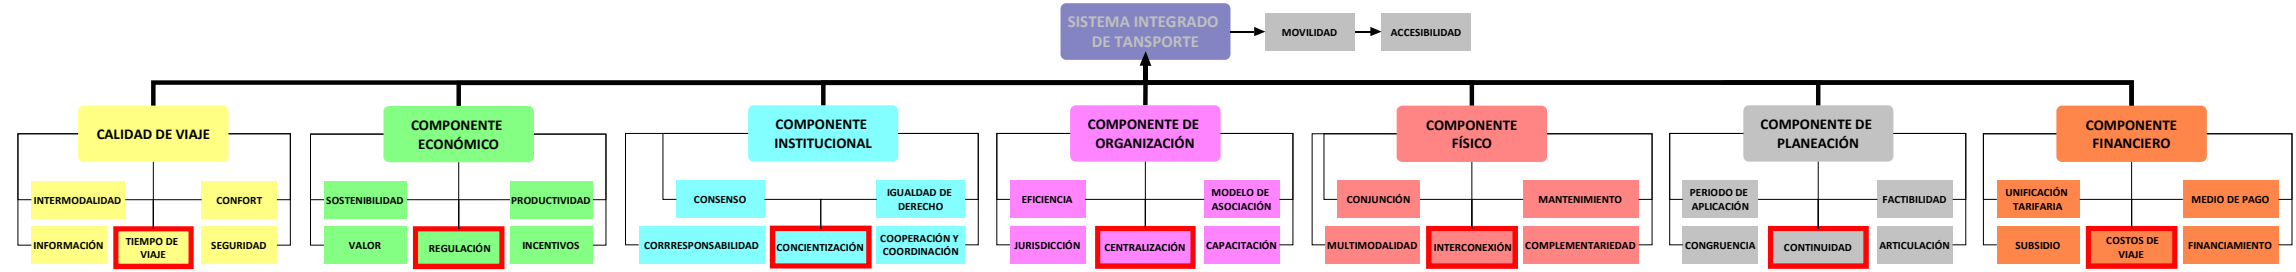 SISTEMA INTEGRADO
DE TANSPORTE
MOVILIDAD
ACCESIBILIDAD
CALIDAD DE VIAJE
INTERMODALIDAD
CONFORT
INFORMACIÓN
TIEMPO DE
VIAJE
SEGURIDAD
COMPONENTE
ECONÓMICO
SOSTENIBILIDAD
PRODUCTIVIDAD
VALOR
REGULACIÓN
INCENTIVOS
COMPONENTE
INSTITUCIONAL
CONSENSO
IGUALDAD DE
DERECHO
CORRRESPONSABILIDAD
CONCIENTIZACIÓN
COOPERACIÓN Y
COORDINACIÓN
COMPONENTE DE
ORGANIZACIÓN
EFICIENCIA
MODELO DE
ASOCIACIÓN
JURISDICCIÓN
CENTRALIZACIÓN
CAPACITACIÓN
COMPONENTE
FÍSICO
CONJUNCIÓN
MANTENIMIENTO
MULTIMODALIDAD
INTERCONEXIÓN
COMPLEMENTARIEDAD
COMPONENTE DE
PLANEACIÓN
PERIODO DE
APLICACIÓN
FACTIBILIDAD
CONGRUENCIA
CONTINUIDAD
ARTICULACIÓN
COMPONENTE
FINANCIERO
UNIFICACIÓN
TARIFARIA
MEDIO DE PAGO
SUBSIDIO
COSTOS DE
VIAJE
FINANCIAMIENTO